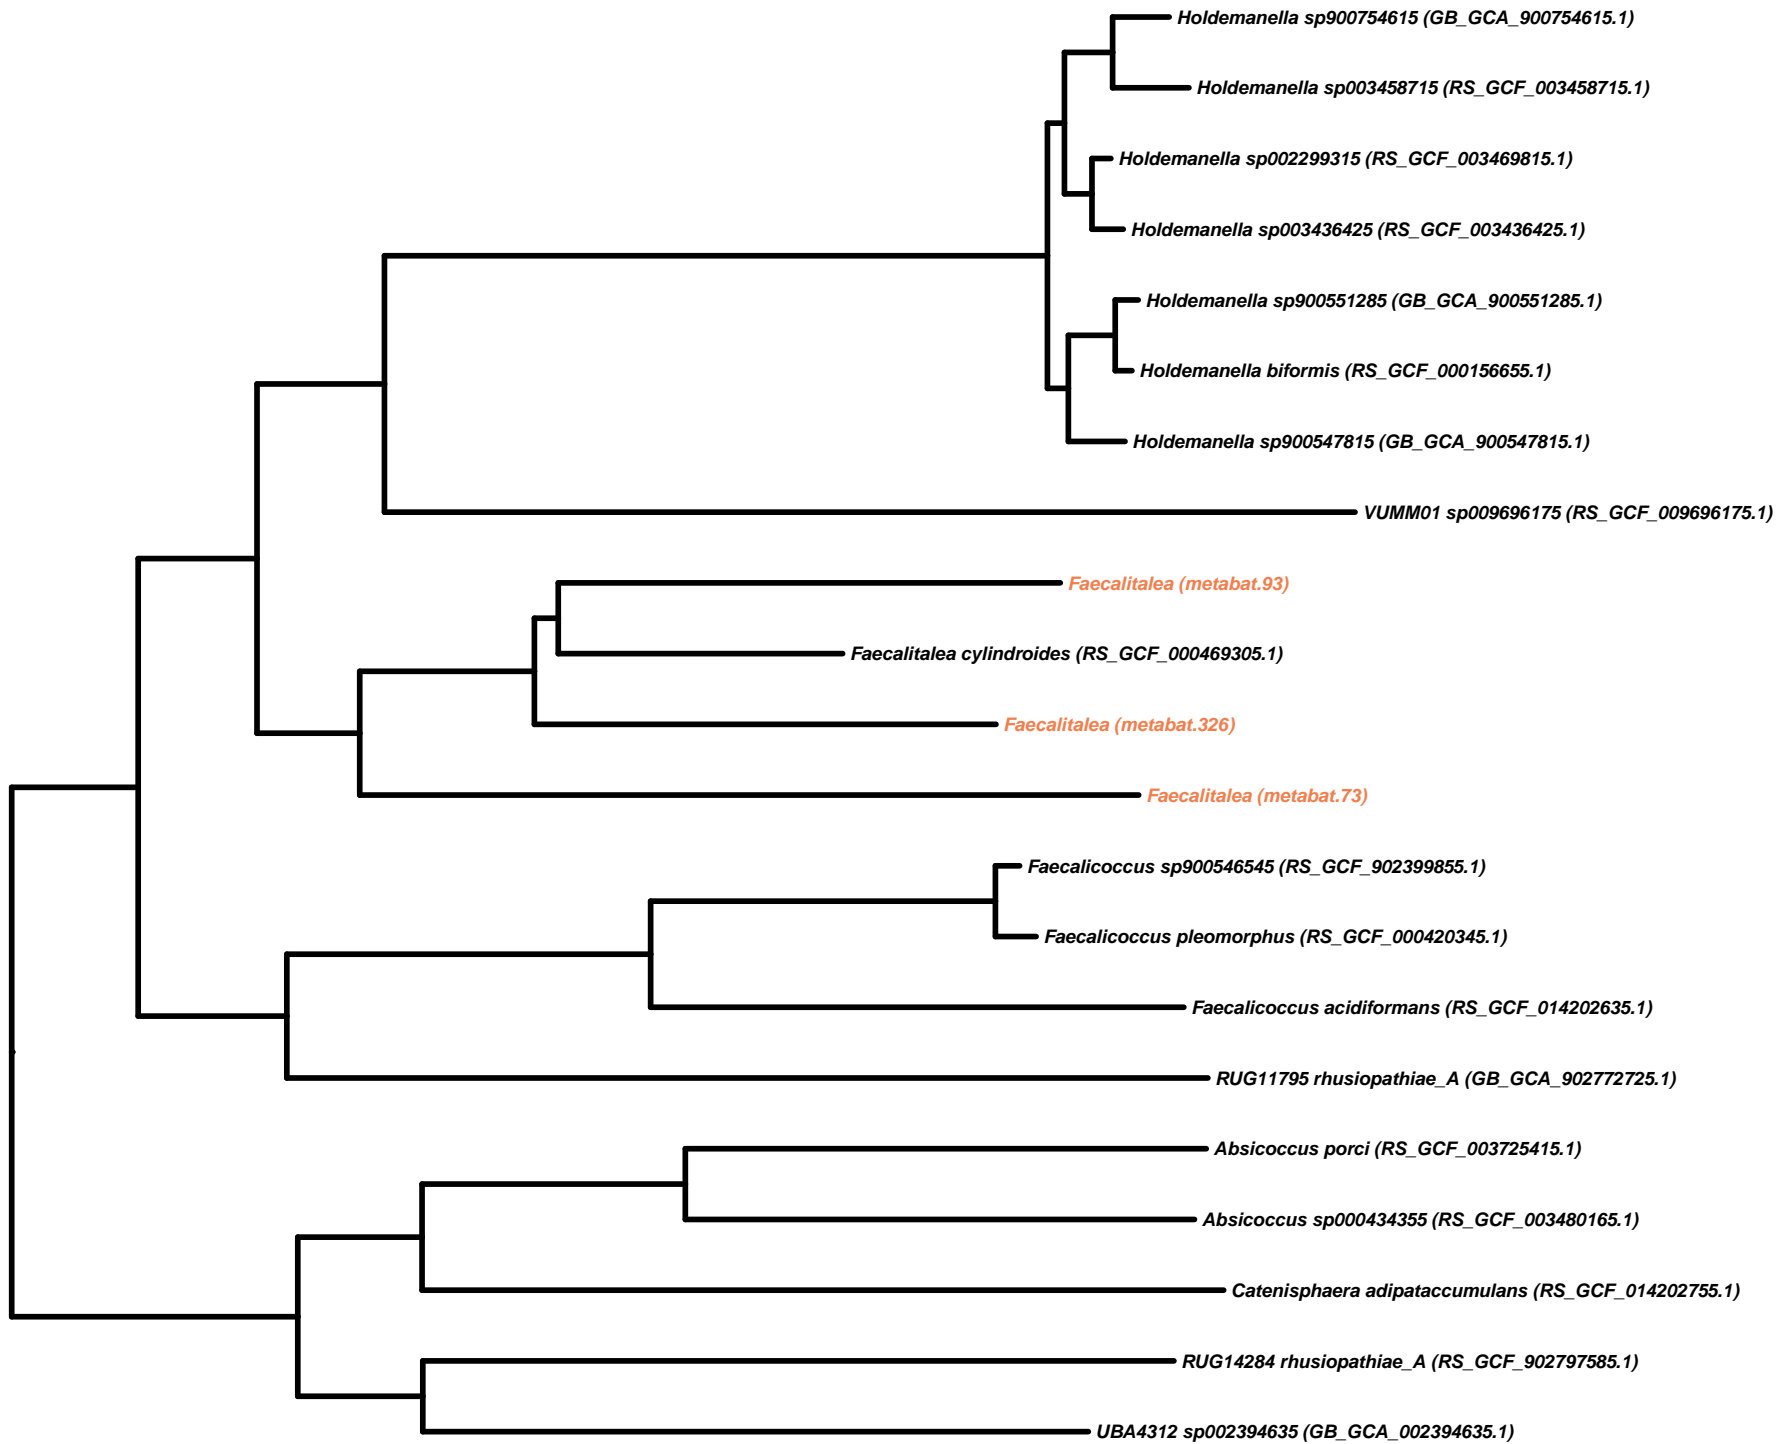 Holdemanella sp900754615 (GB_GCA_900754615.1)
Holdemanella sp003458715 (RS_GCF_003458715.1)
Holdemanella sp002299315 (RS_GCF_003469815.1)
Holdemanella sp003436425 (RS_GCF_003436425.1)
Holdemanella sp900551285 (GB_GCA_900551285.1)
Holdemanella biformis (RS_GCF_000156655.1)
Holdemanella sp900547815 (GB_GCA_900547815.1)
VUMM01 sp009696175 (RS_GCF_009696175.1)
Faecalitalea (metabat.93)
Faecalitalea cylindroides (RS_GCF_000469305.1)
Faecalitalea (metabat.326)
Faecalitalea (metabat.73)
Faecalicoccus sp900546545 (RS_GCF_902399855.1)
Faecalicoccus pleomorphus (RS_GCF_000420345.1)
Faecalicoccus acidiformans (RS_GCF_014202635.1)
RUG11795 rhusiopathiae_A (GB_GCA_902772725.1)
Absicoccus porci (RS_GCF_003725415.1)
Absicoccus sp000434355 (RS_GCF_003480165.1)
Catenisphaera adipataccumulans (RS_GCF_014202755.1)
RUG14284 rhusiopathiae_A (RS_GCF_902797585.1)
UBA4312 sp002394635 (GB_GCA_002394635.1)